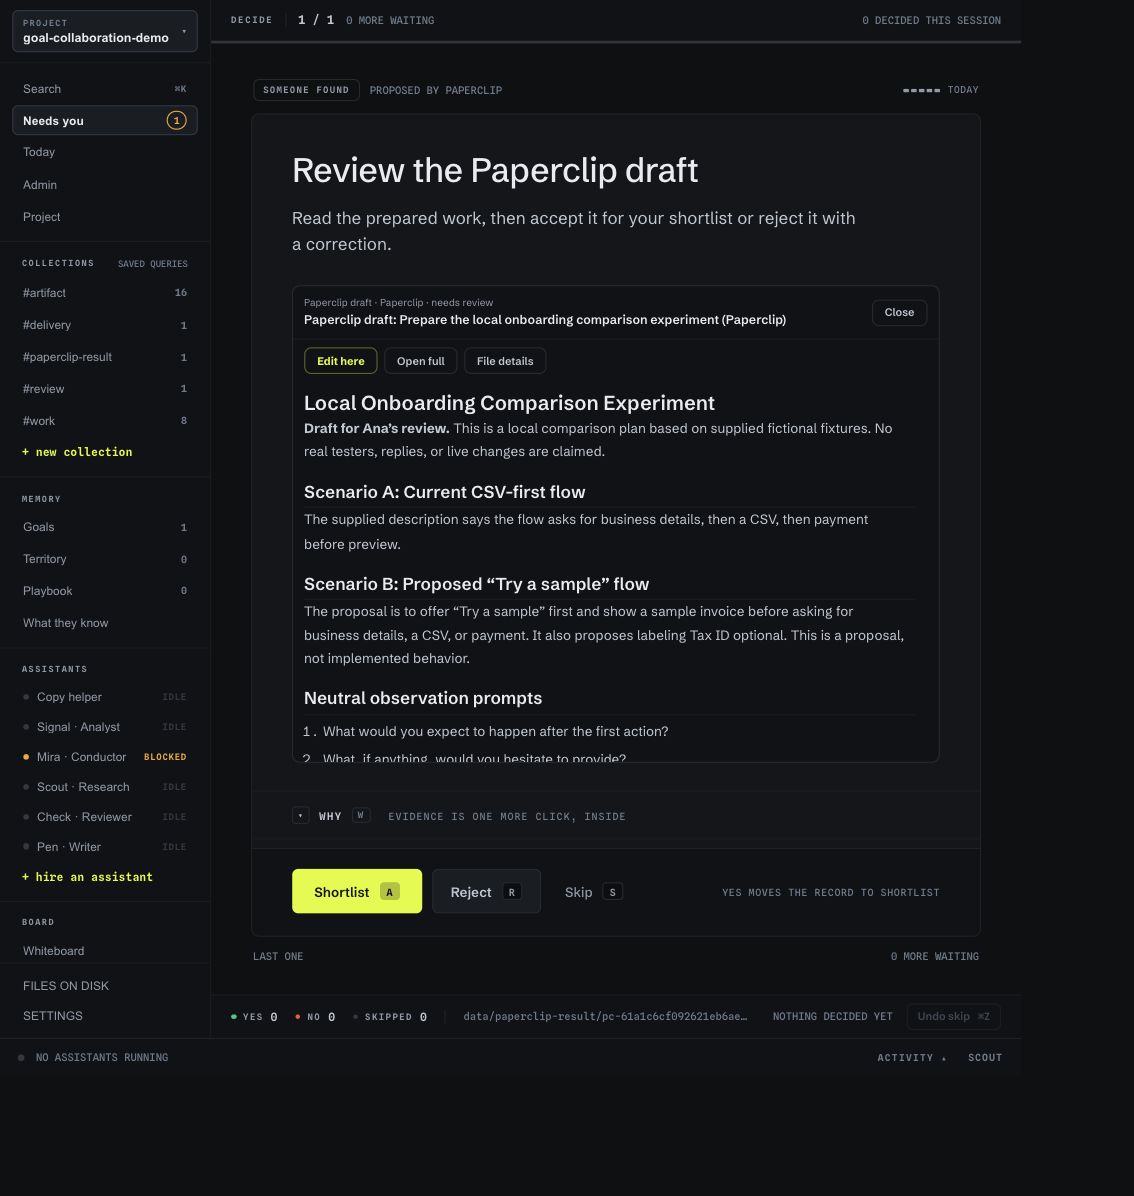 PROJECT
goal-collaboration-demo
Search ⌘K
Needs you 1
Today
Admin
Project
COLLECTIONS SAVED QUERIES
#artifact 16
#delivery 1
#paperclip-result 1
#review 1
#work 8
+ new collection
MEMORY
Goals 1
Territory 0
Playbook 0
What they know
ASSISTANTS
Copy helper IDLE
Signal · Analyst IDLE
Mira · Conductor BLOCKED
Scout · Research IDLE
Check · Reviewer IDLE
Pen · Writer IDLE
+ hire an assistant
BOARD
Whiteboard
FILES ON DISK
SETTINGS
DECIDE 1 / 1 0 MORE WAITING 0 DECIDED THIS SESSION
SOMEONE FOUND PROPOSED BY PAPERCLIP TODAY
Review the Paperclip draft
Read the prepared work, then accept it for your shortlist or reject it with
a correction.
Paperclip draft · Paperclip · needs review
Paperclip draft: Prepare the local onboarding comparison experiment (Paperclip)
Close
Edit here Open full File details
Local Onboarding Comparison Experiment
Draft for Ana’s review. This is a local comparison plan based on supplied fictional fixtures. No
real testers, replies, or live changes are claimed.
Scenario A: Current CSV-first flow
The supplied description says the flow asks for business details, then a CSV, then payment
before preview.
Scenario B: Proposed “Try a sample” flow
The proposal is to offer “Try a sample” first and show a sample invoice before asking for
business details, a CSV, or payment. It also proposes labeling Tax ID optional. This is a proposal,
not implemented behavior.
Neutral observation prompts
1. What would you expect to happen after the first action?
2. What, if anything, would you hesitate to provide?
WHY W EVIDENCE IS ONE MORE CLICK, INSIDE
Shortlist A Reject R Skip S YES MOVES THE RECORD TO SHORTLIST
LAST ONE 0 MORE WAITING
YES 0 NO 0 SKIPPED 0 data/paperclip-result/pc-61a1c6cf092621eb6ae… NOTHING DECIDED YET Undo skip ⌘Z
NO ASSISTANTS RUNNING ACTIVITY SCOUT